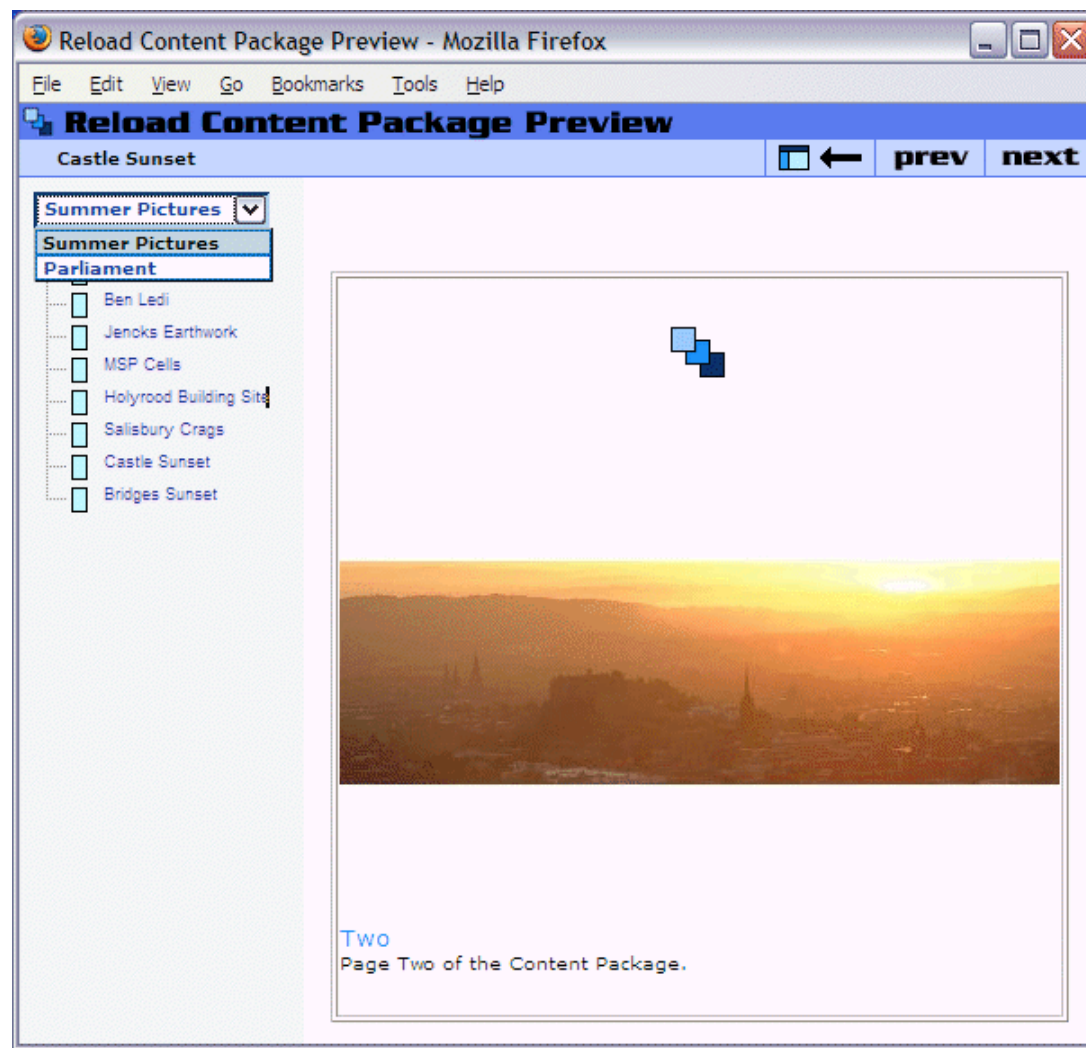 Reload Content Package Preview - Mozilla Firefox
File Edit View Go Bookmarks Tools Help
Reload Content Package Preview
Castle Sunset prev next
Summer Pictures
Summer Pictures
Parliament
Ben Ledi
Jencks Earthwork
MSP Cells
Holyrood Building Site
Salisbury Crags
Castle Sunset
Bridges Sunset
Two
Page Two of the Content Package.